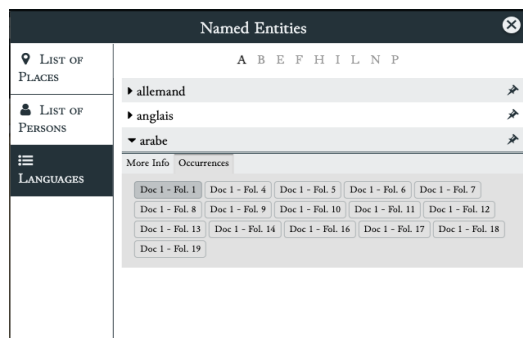 Named Entities
List of Places
A B E F H I L N P
allemand
List of Persons
anglais
arabe
Languages
More Info Occurrences
Doc 1 - Fol. 1 Doc 1 - Fol. 4 Doc 1 - Fol. 5 Doc 1 - Fol. 6 Doc 1 - Fol. 7
Doc 1 - Fol. 8 Doc 1 - Fol. 9 Doc 1 - Fol. 10 Doc 1 - Fol. 11 Doc 1 - Fol. 12
Doc 1 - Fol. 13 Doc 1 - Fol. 14 Doc 1 - Fol. 16 Doc 1 - Fol. 17 Doc 1 - Fol. 18
Doc 1 - Fol. 19